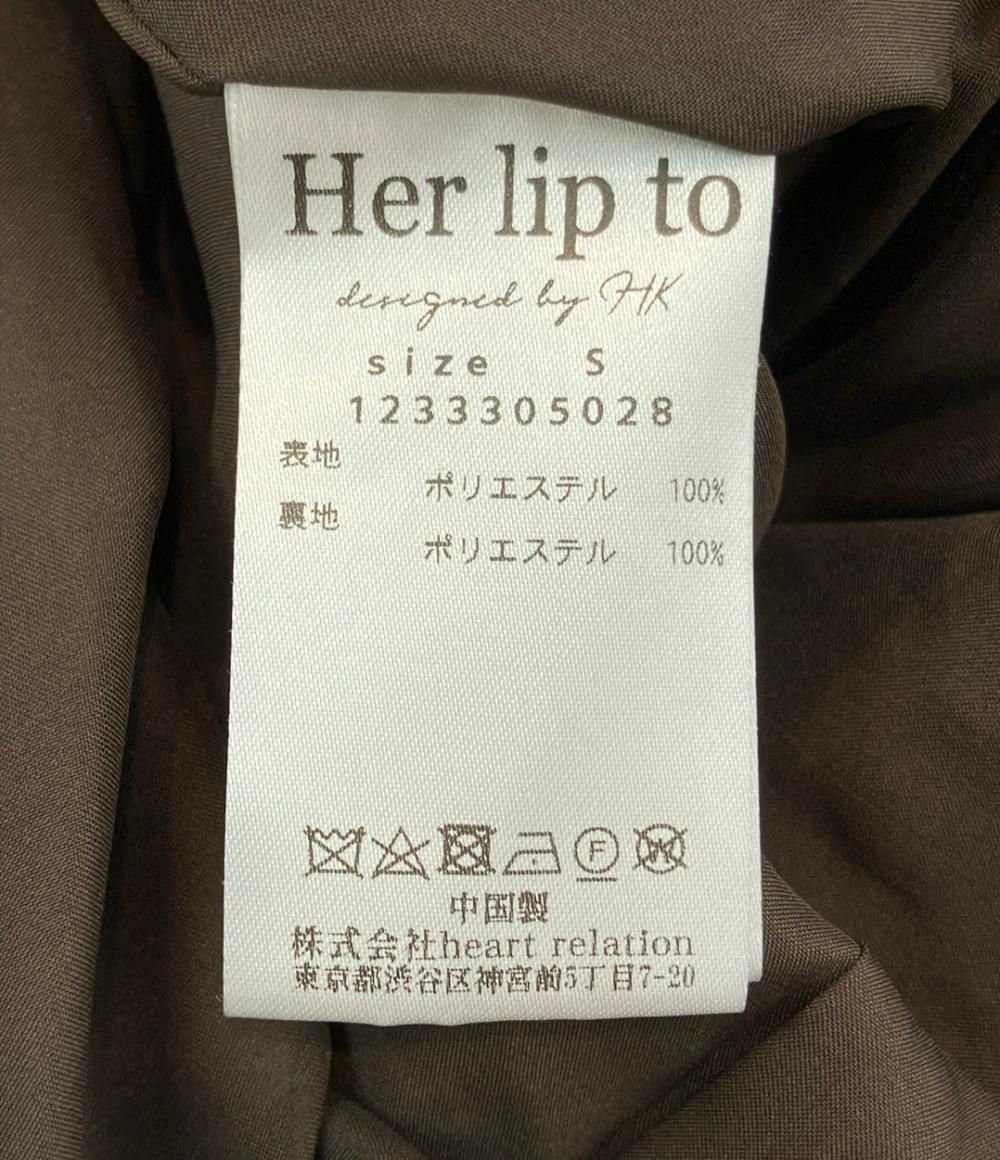 Her lip to
designed by HK
size S
1233305028
表地
ポリエステル 100%
裏地
ポリエステル 100%
F
W
中国製
株式会社heart relation
東京都渋谷区神宮前5丁目7-20